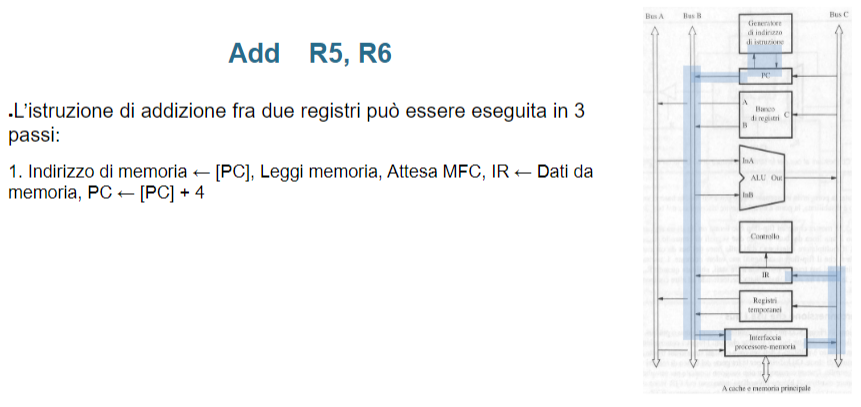 Bus A
Bus B
Bus C
Add R5, R6
.L'istruzione di addizione fra due registri può essere eseguita in 3
passi:
1. Indirizzo di memoria ← [PC], Leggi memoria, Attesa MFC, IR ← Dati da
memoria, PC ← [PC] + 4
Generatore
di indirizzo
di istruzione
PC
A
Banco
di registri
C
B
InA
ALU Out
InB
Controllo
IR
Registri
temporanei
Interfaccia
processore-memoria
A cache e memoria principale